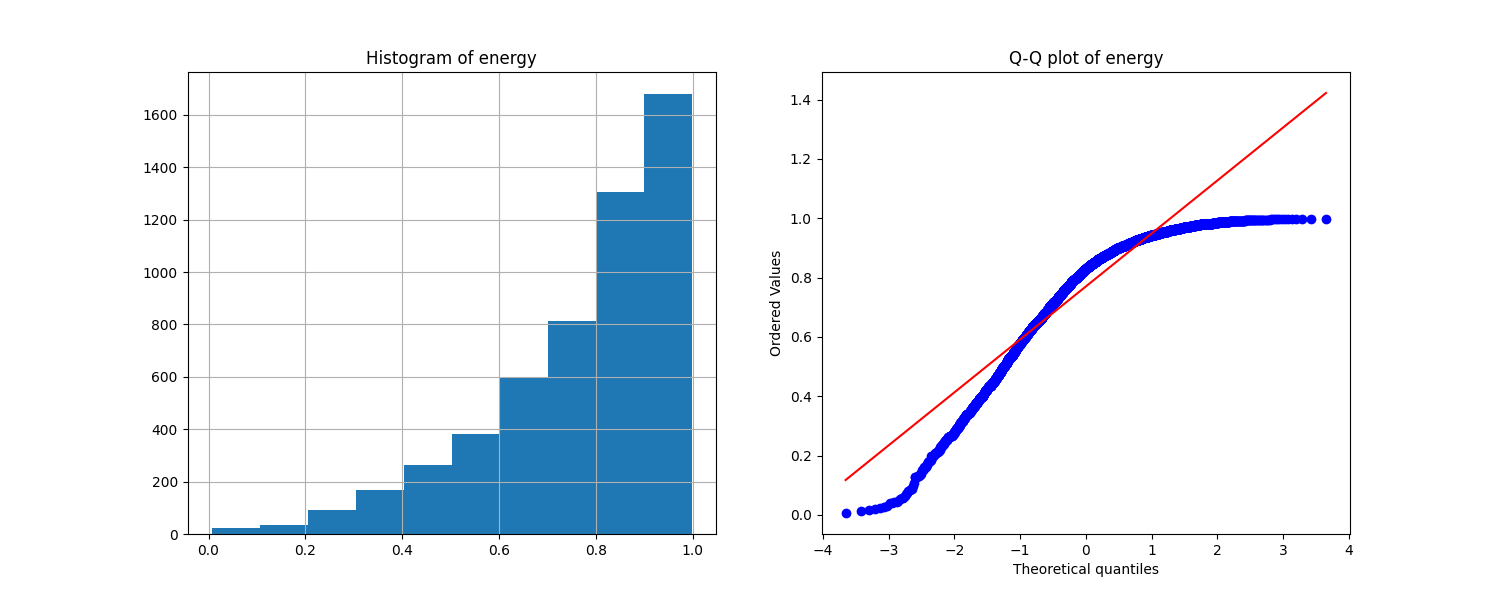 Histogram of energy
1600
1400
1200
1000
800
600
400
200
0
0.0 0.2 0.4 0.6 0.8 1.0
Q-Q plot of energy
Ordered Values
1.4
1.2
1.0
0.8
0.6
0.4
0.2
0.0
−4 −3 −2 −1 0 1 2 3 4
Theoretical quantiles